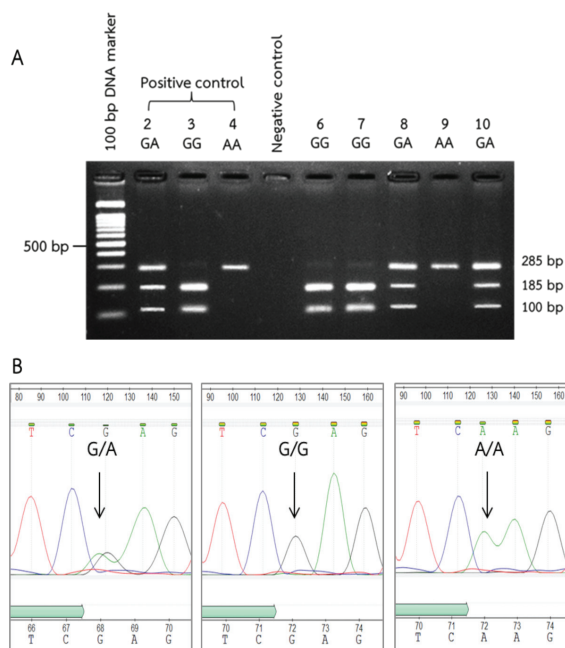 A
100 bp DNA marker
Positive control
Negative control
2 3 4 6 7 8 9 10
GA GG AA GG GG GA AA GA
500 bp
285 bp
185 bp
100 bp
B
80 90 100 110 120 130 140 150
T C G A G
G/A
66 67 68 69 70
T C G A G
90 100 110 120 130 140 160
T C G A G
G/G
70 71 72 73 74
T C G A G
90 100 110 120 130 140 150 160
T C A A G
A/A
70 71 72 73 74
T C A A G